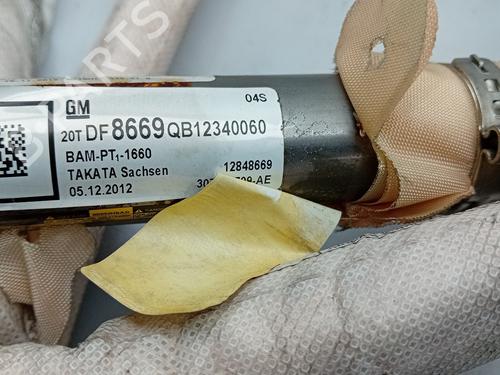 GM
04S
20T DF 8669 QB12340060
BAM-PT₁-1660
TAKATA Sachsen 12848669
05.12.2012